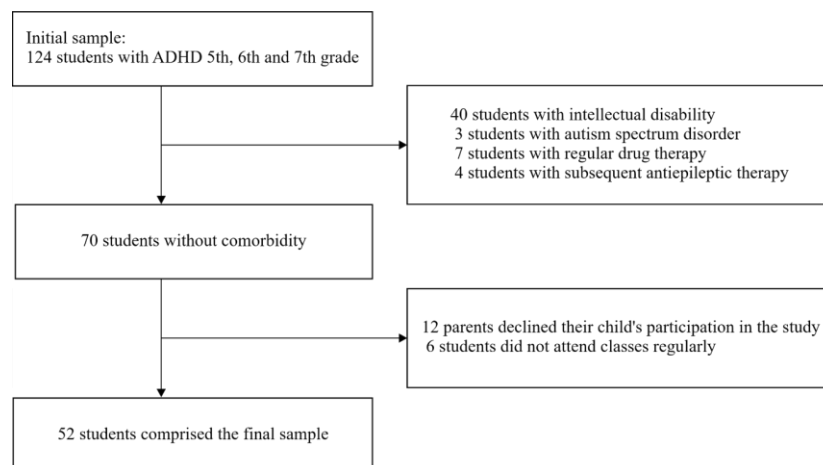 Initial sample:
124 students with ADHD 5th, 6th and 7th grade
40 students with intellectual disability
3 students with autism spectrum disorder
7 students with regular drug therapy
4 students with subsequent antiepileptic therapy
70 students without comorbidity
12 parents declined their child's participation in the study
6 students did not attend classes regularly
52 students comprised the final sample